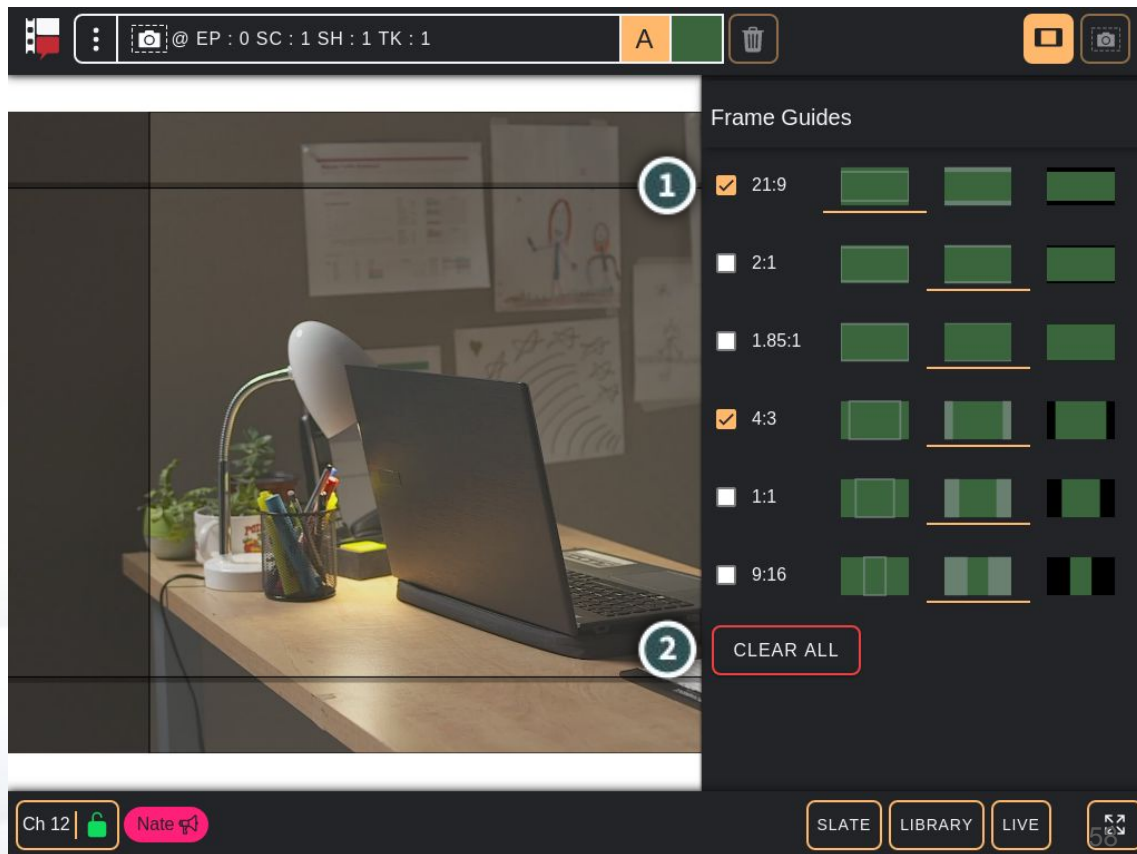 @ EP : 0 SC : 1 SH : 1 TK : 1
A
Frame Guides
1
21:9
2:1
1.85:1
4:3
1:1
9:16
2
CLEAR ALL
Ch 12
Nate
SLATE
LIBRARY
LIVE
58